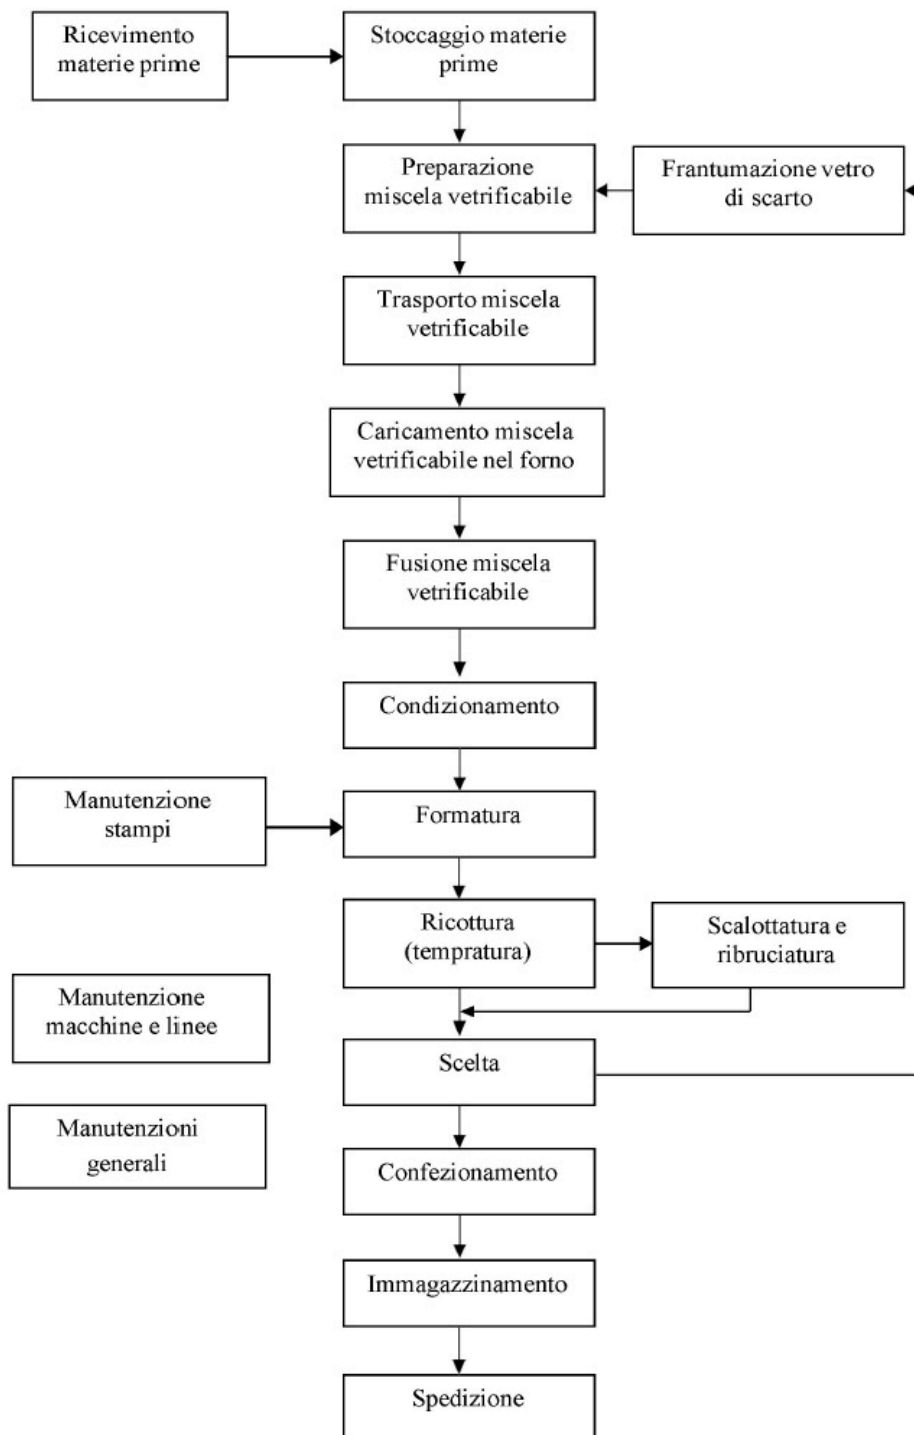 Ricevimento
materie prime
Stoccaggio materie
prime
Preparazione
miscela vetrificabile
Frantumazione vetro
di scarto
Trasporto miscela
vetrificabile
Caricamento miscela
vetrificabile nel forno
Fusione miscela
vetrificabile
Condizionamento
Manutenzione
stampi
Formatura
Ricottura
(tempratura)
Scalottatura e
ribruciatura
Manutenzione
macchine e linee
Scelta
Manutenzioni
generali
Confezionamento
Immagazzinamento
Spedizione